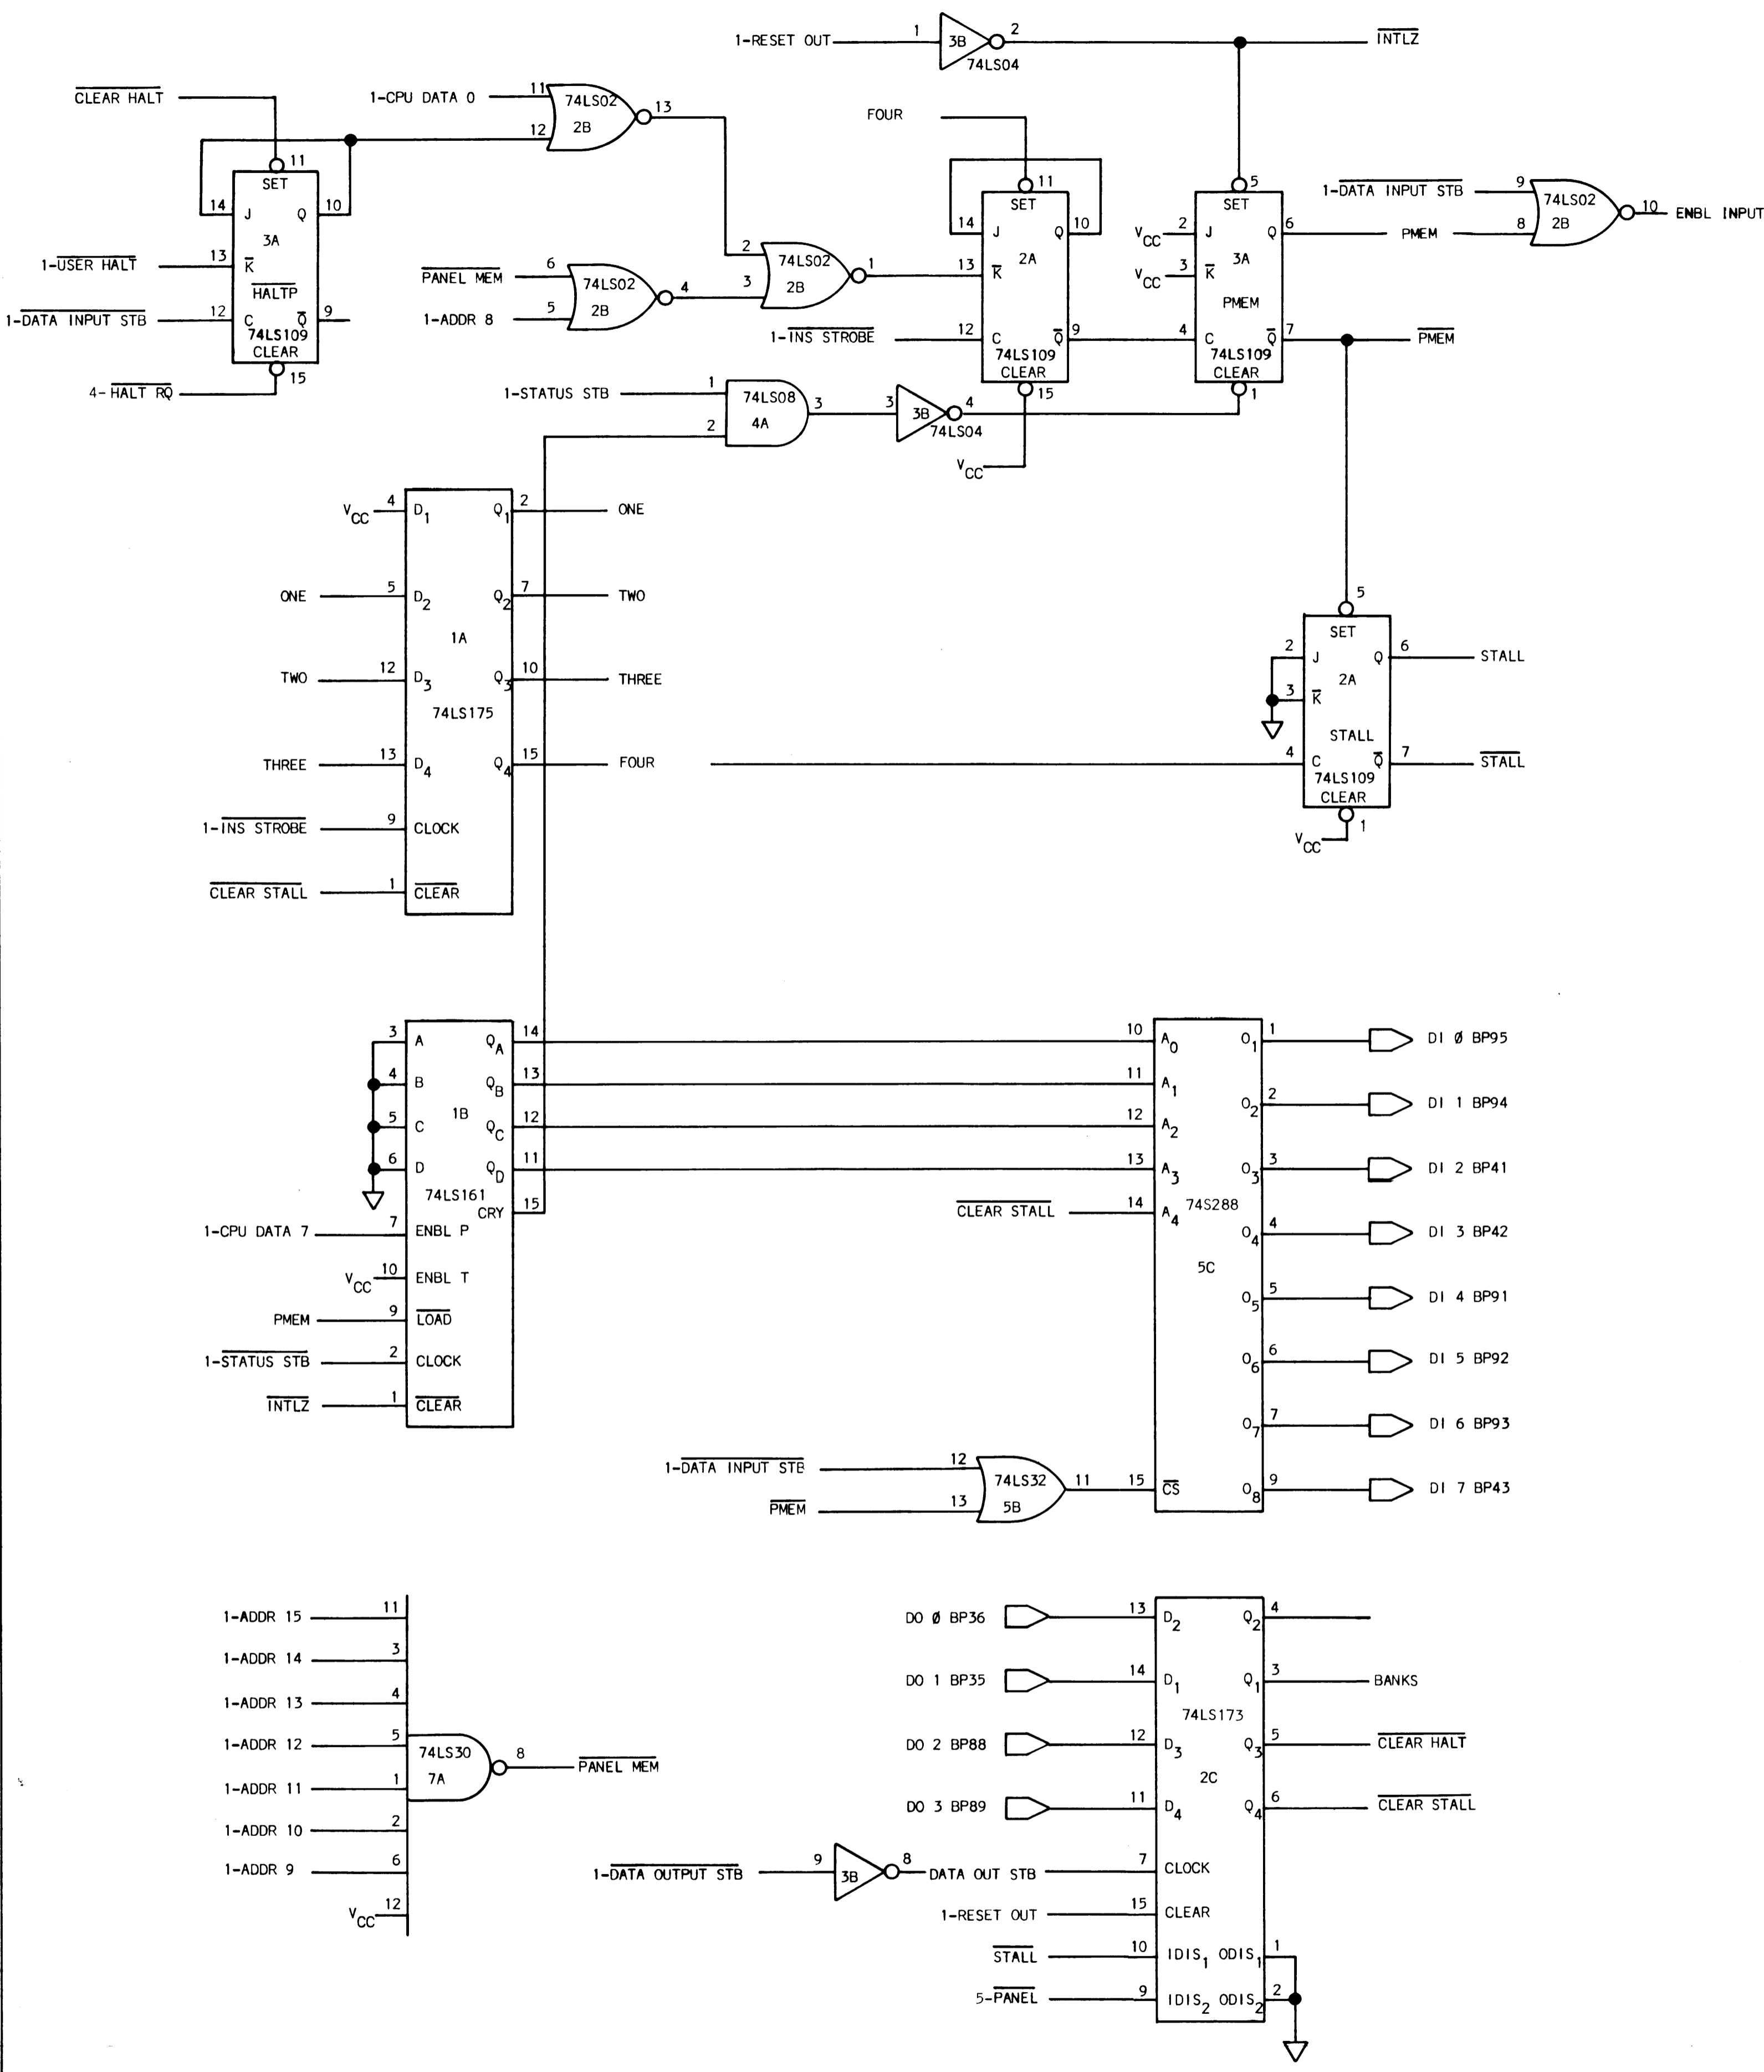 1-RESET OUT 1 3B 2 74LS04 INTLZ
CLEAR HALT
1-CPU DATA 0 11 74LS02 13
12 2B
FOUR
11
SET
14 J Q 10
3A
1-USER HALT 13 K
HALTP
1-DATA INPUT STB 12 C Q 9
74LS109
CLEAR
4-HALT RQ 15
PANEL MEM 6 74LS02 4
1-ADDR 8 5 2B
2 74LS02 1
3 2B
11
SET
14 J Q 10
2A
13 K
1-INS STROBE 12 C Q 9
74LS109
CLEAR
15
VCC
5
SET
VCC 2 J Q 6 PMEM
3A
VCC 3 K
PMEM
4 C Q 7 PMEM
74LS109
CLEAR
1
1-DATA INPUT STB 9 74LS02 10 ENBL INPUT
8 2B
1-STATUS STB 1 74LS08 3
2 4A
3 3B 4
74LS04
VCC 4 D1 Q1 2 ONE
ONE 5 D2 Q2 7 TWO
1A
TWO 12 D3 Q3 10 THREE
74LS175
THREE 13 D4 Q4 15 FOUR
1-INS STROBE 9 CLOCK
CLEAR STALL 1 CLEAR
5
SET
2 J Q 6 STALL
2A
3 K
STALL
4 C Q 7 STALL
74LS109
CLEAR
VCC 1
3 A QA 14
4 B QB 13
1B
5 C QC 12
6 D QD 11
74LS161
CRY 15
1-CPU DATA 7 7 ENBL P
VCC 10 ENBL T
PMEM 9 LOAD
1-STATUS STB 2 CLOCK
INTLZ 1 CLEAR
10 A0 O1 1 DI Ø BP95
11 A1 O2 2 DI 1 BP94
12 A2
13 A3 O3 3 DI 2 BP41
CLEAR STALL 14 A4 74S288
O4 4 DI 3 BP42
5C
O5 5 DI 4 BP91
O6 6 DI 5 BP92
O7 7 DI 6 BP93
1-DATA INPUT STB 12 74LS32 11 15 CS O8 9 DI 7 BP43
PMEM 13 5B
1-ADDR 15 11
1-ADDR 14 3
1-ADDR 13 4
1-ADDR 12 5
74LS30 8 PANEL MEM
7A
1-ADDR 11 1
1-ADDR 10 2
1-ADDR 9 6
VCC 12
DO Ø BP36 13 D2 Q2 4
DO 1 BP35 14 D1 Q1 3 BANKS
74LS173
DO 2 BP88 12 D3 Q3 5 CLEAR HALT
2C
DO 3 BP89 11 D4 Q4 6 CLEAR STALL
1-DATA OUTPUT STB 9 3B 8 DATA OUT STB 7 CLOCK
1-RESET OUT 15 CLEAR
STALL 10 IDIS1 ODIS1 1
5-PANEL 9 IDIS2 ODIS2 2